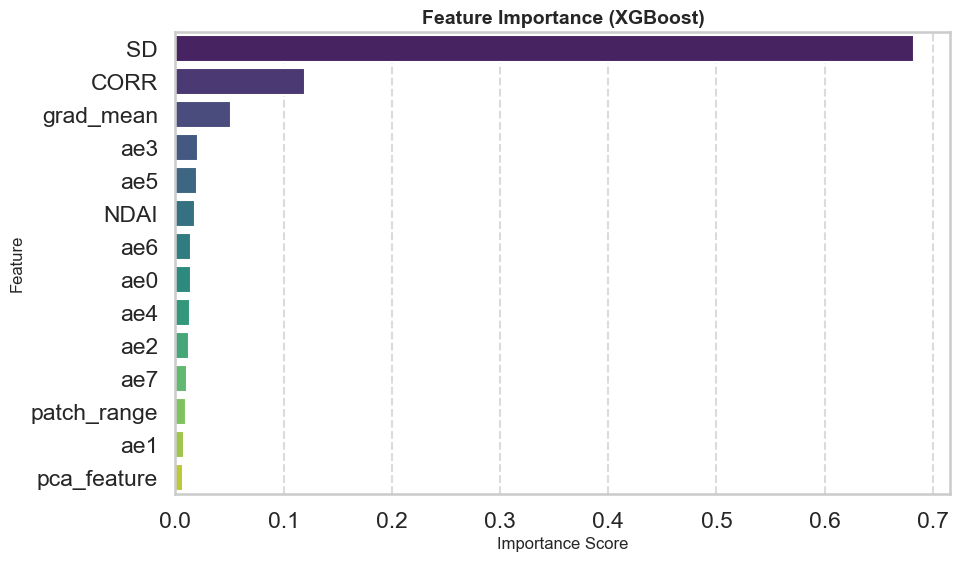 Feature Importance (XGBoost)
SD
CORR
grad_mean
ae3
ae5
NDAI
ae6
ae0
ae4
ae2
ae7
patch_range
ae1
pca_feature
Feature
0.0 0.1 0.2 0.3 0.4 0.5 0.6 0.7
Importance Score